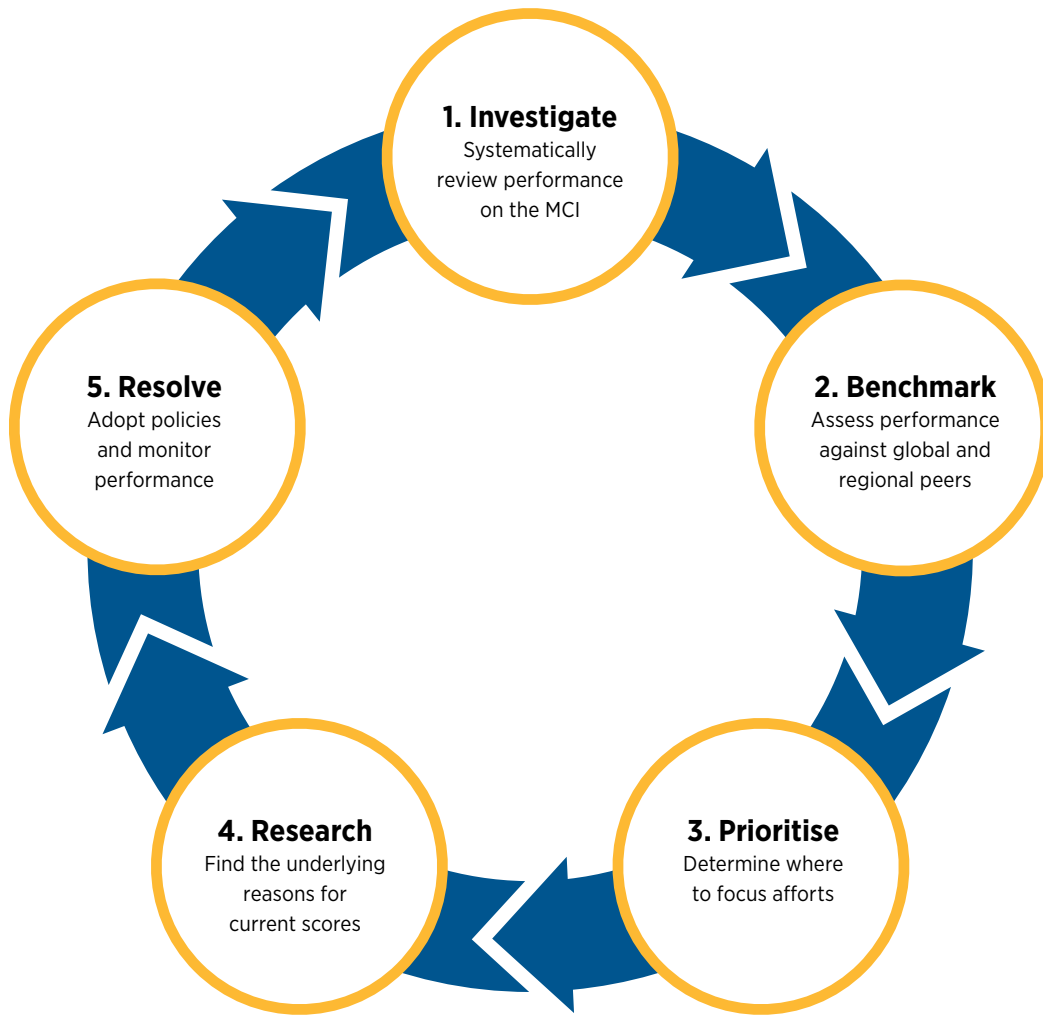 1. Investigate
Systematically
review performance
on the MCI
2. Benchmark
Assess performance
against global and
regional peers
3. Prioritise
Determine where
to focus afforts
4. Research
Find the underlying
reasons for
current scores
5. Resolve
Adopt policies
and monitor
performance